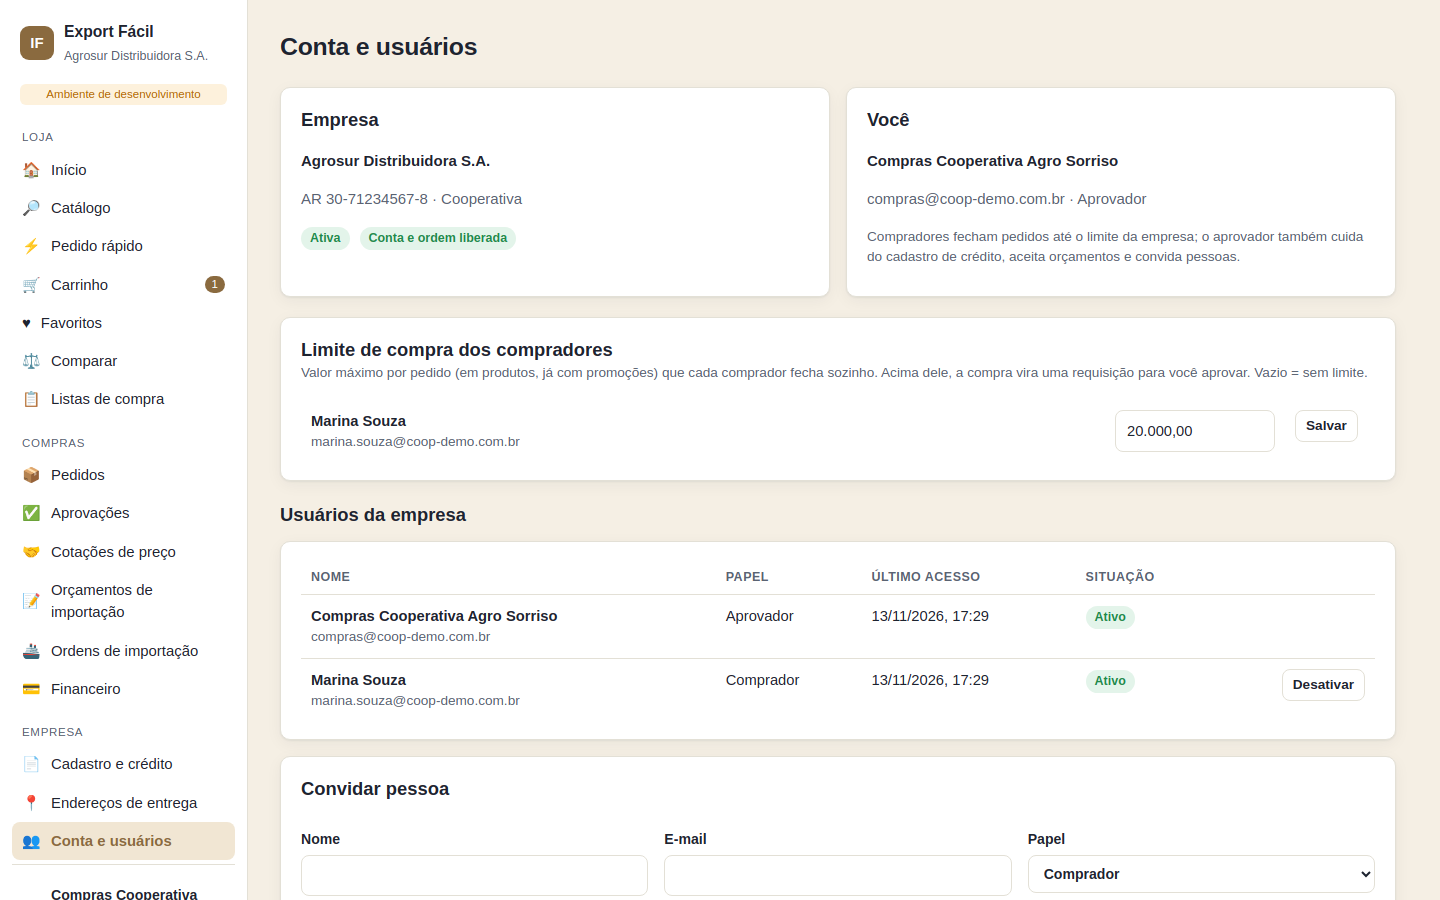 IF
Export Fácil
Agrosur Distribuidora S.A.
Ambiente de desenvolvimento
LOJA
Início
Catálogo
Pedido rápido
Carrinho 1
Favoritos
Comparar
Listas de compra
COMPRAS
Pedidos
Aprovações
Cotações de preço
Orçamentos de
importação
Ordens de importação
Financeiro
EMPRESA
Cadastro e crédito
Endereços de entrega
Conta e usuários
Compras Cooperativa
Conta e usuários
Empresa
Agrosur Distribuidora S.A.
AR 30-71234567-8 · Cooperativa
Ativa Conta e ordem liberada
Você
Compras Cooperativa Agro Sorriso
compras@coop-demo.com.br · Aprovador
Compradores fecham pedidos até o limite da empresa; o aprovador também cuida
do cadastro de crédito, aceita orçamentos e convida pessoas.
Limite de compra dos compradores
Valor máximo por pedido (em produtos, já com promoções) que cada comprador fecha sozinho. Acima dele, a compra vira uma requisição para você aprovar. Vazio = sem limite.
Marina Souza
marina.souza@coop-demo.com.br
20.000,00
Salvar
Usuários da empresa
NOME PAPEL ÚLTIMO ACESSO SITUAÇÃO
Compras Cooperativa Agro Sorriso Aprovador 13/11/2026, 17:29 Ativo
compras@coop-demo.com.br
Marina Souza Comprador 13/11/2026, 17:29 Ativo Desativar
marina.souza@coop-demo.com.br
Convidar pessoa
Nome E-mail Papel
Comprador